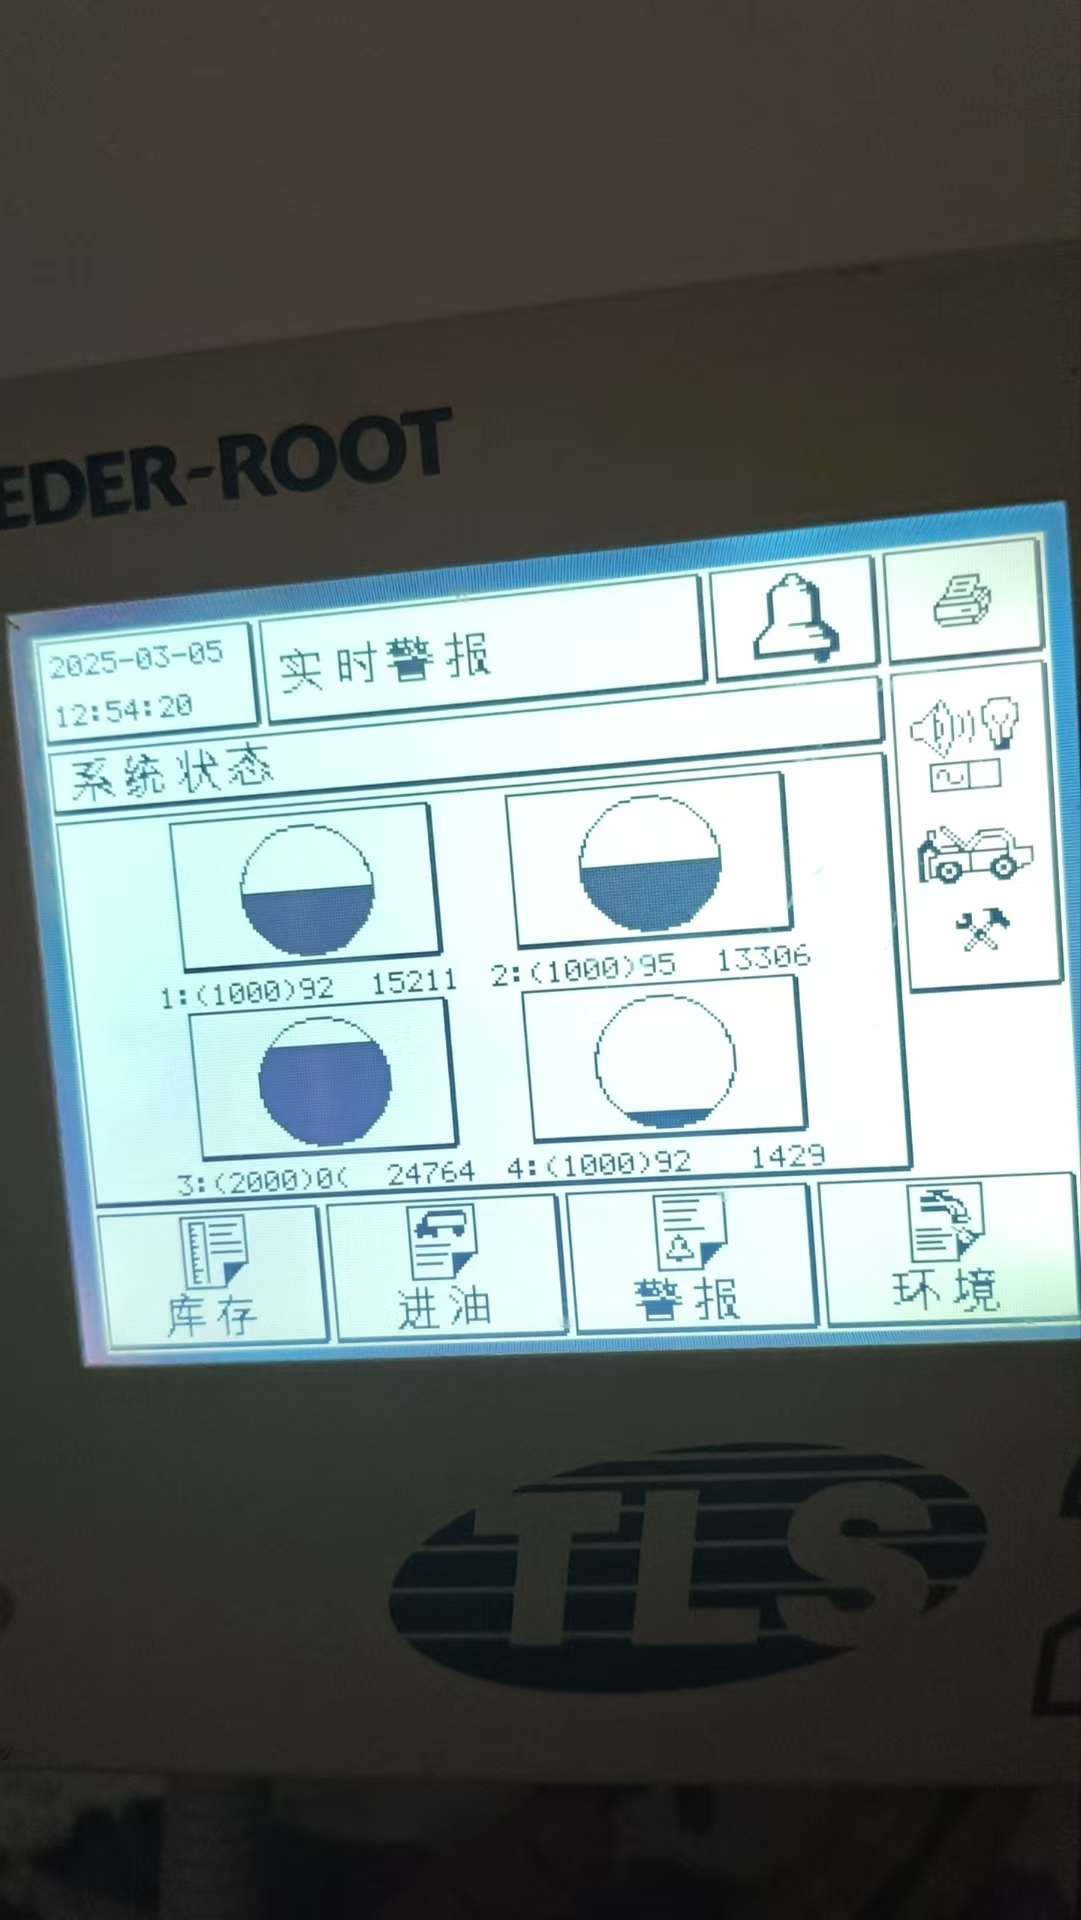 EDER-ROOT
2025-03-05
12:54:20
实时警报
系统状态
1:(1000)92 15211
2:(1000)95 13306
3:(2000)0( 24764
4:(1000)92 1429
库存
进油
警报
环境
TLS